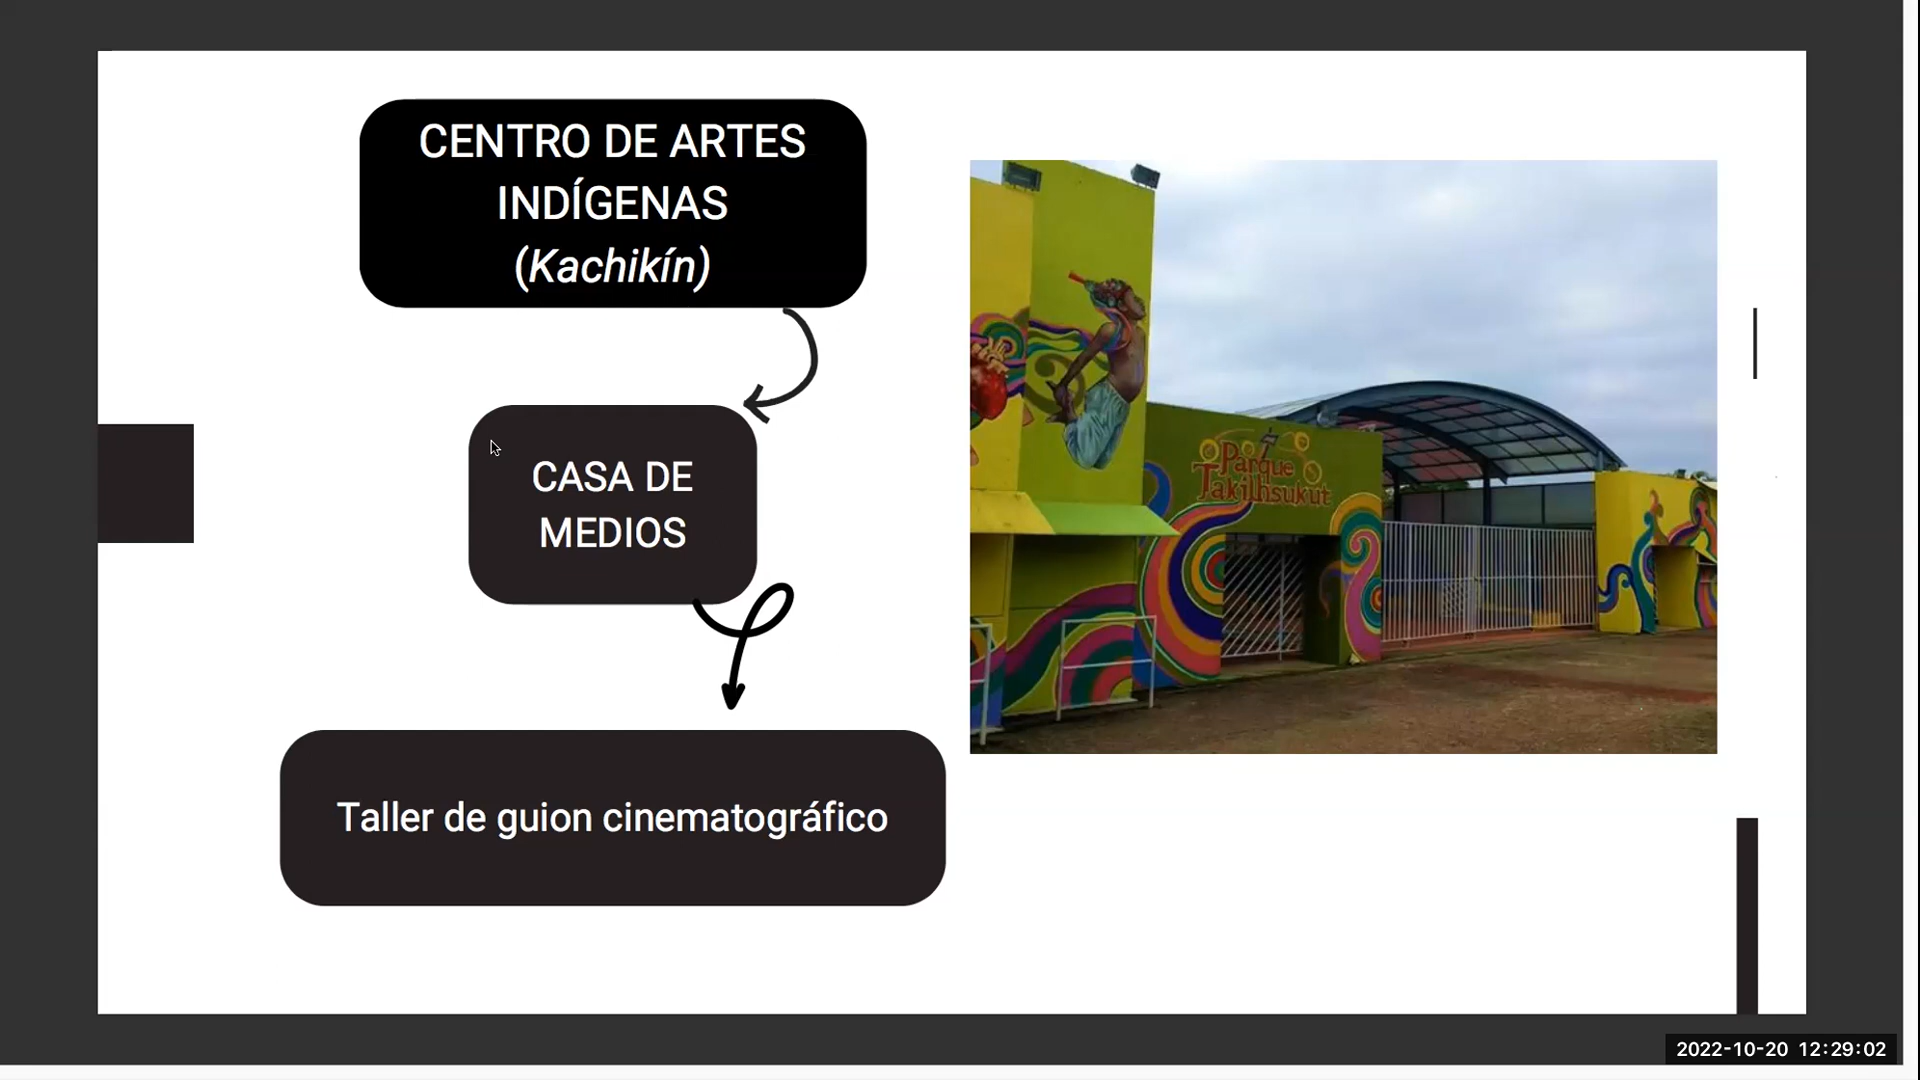 CENTRO DE ARTES
INDÍGENAS
(Kachikín)
CASA DE
MEDIOS
Taller de guion cinematográfico
Parque
Takilhsukut
2022-10-20 12:29:02